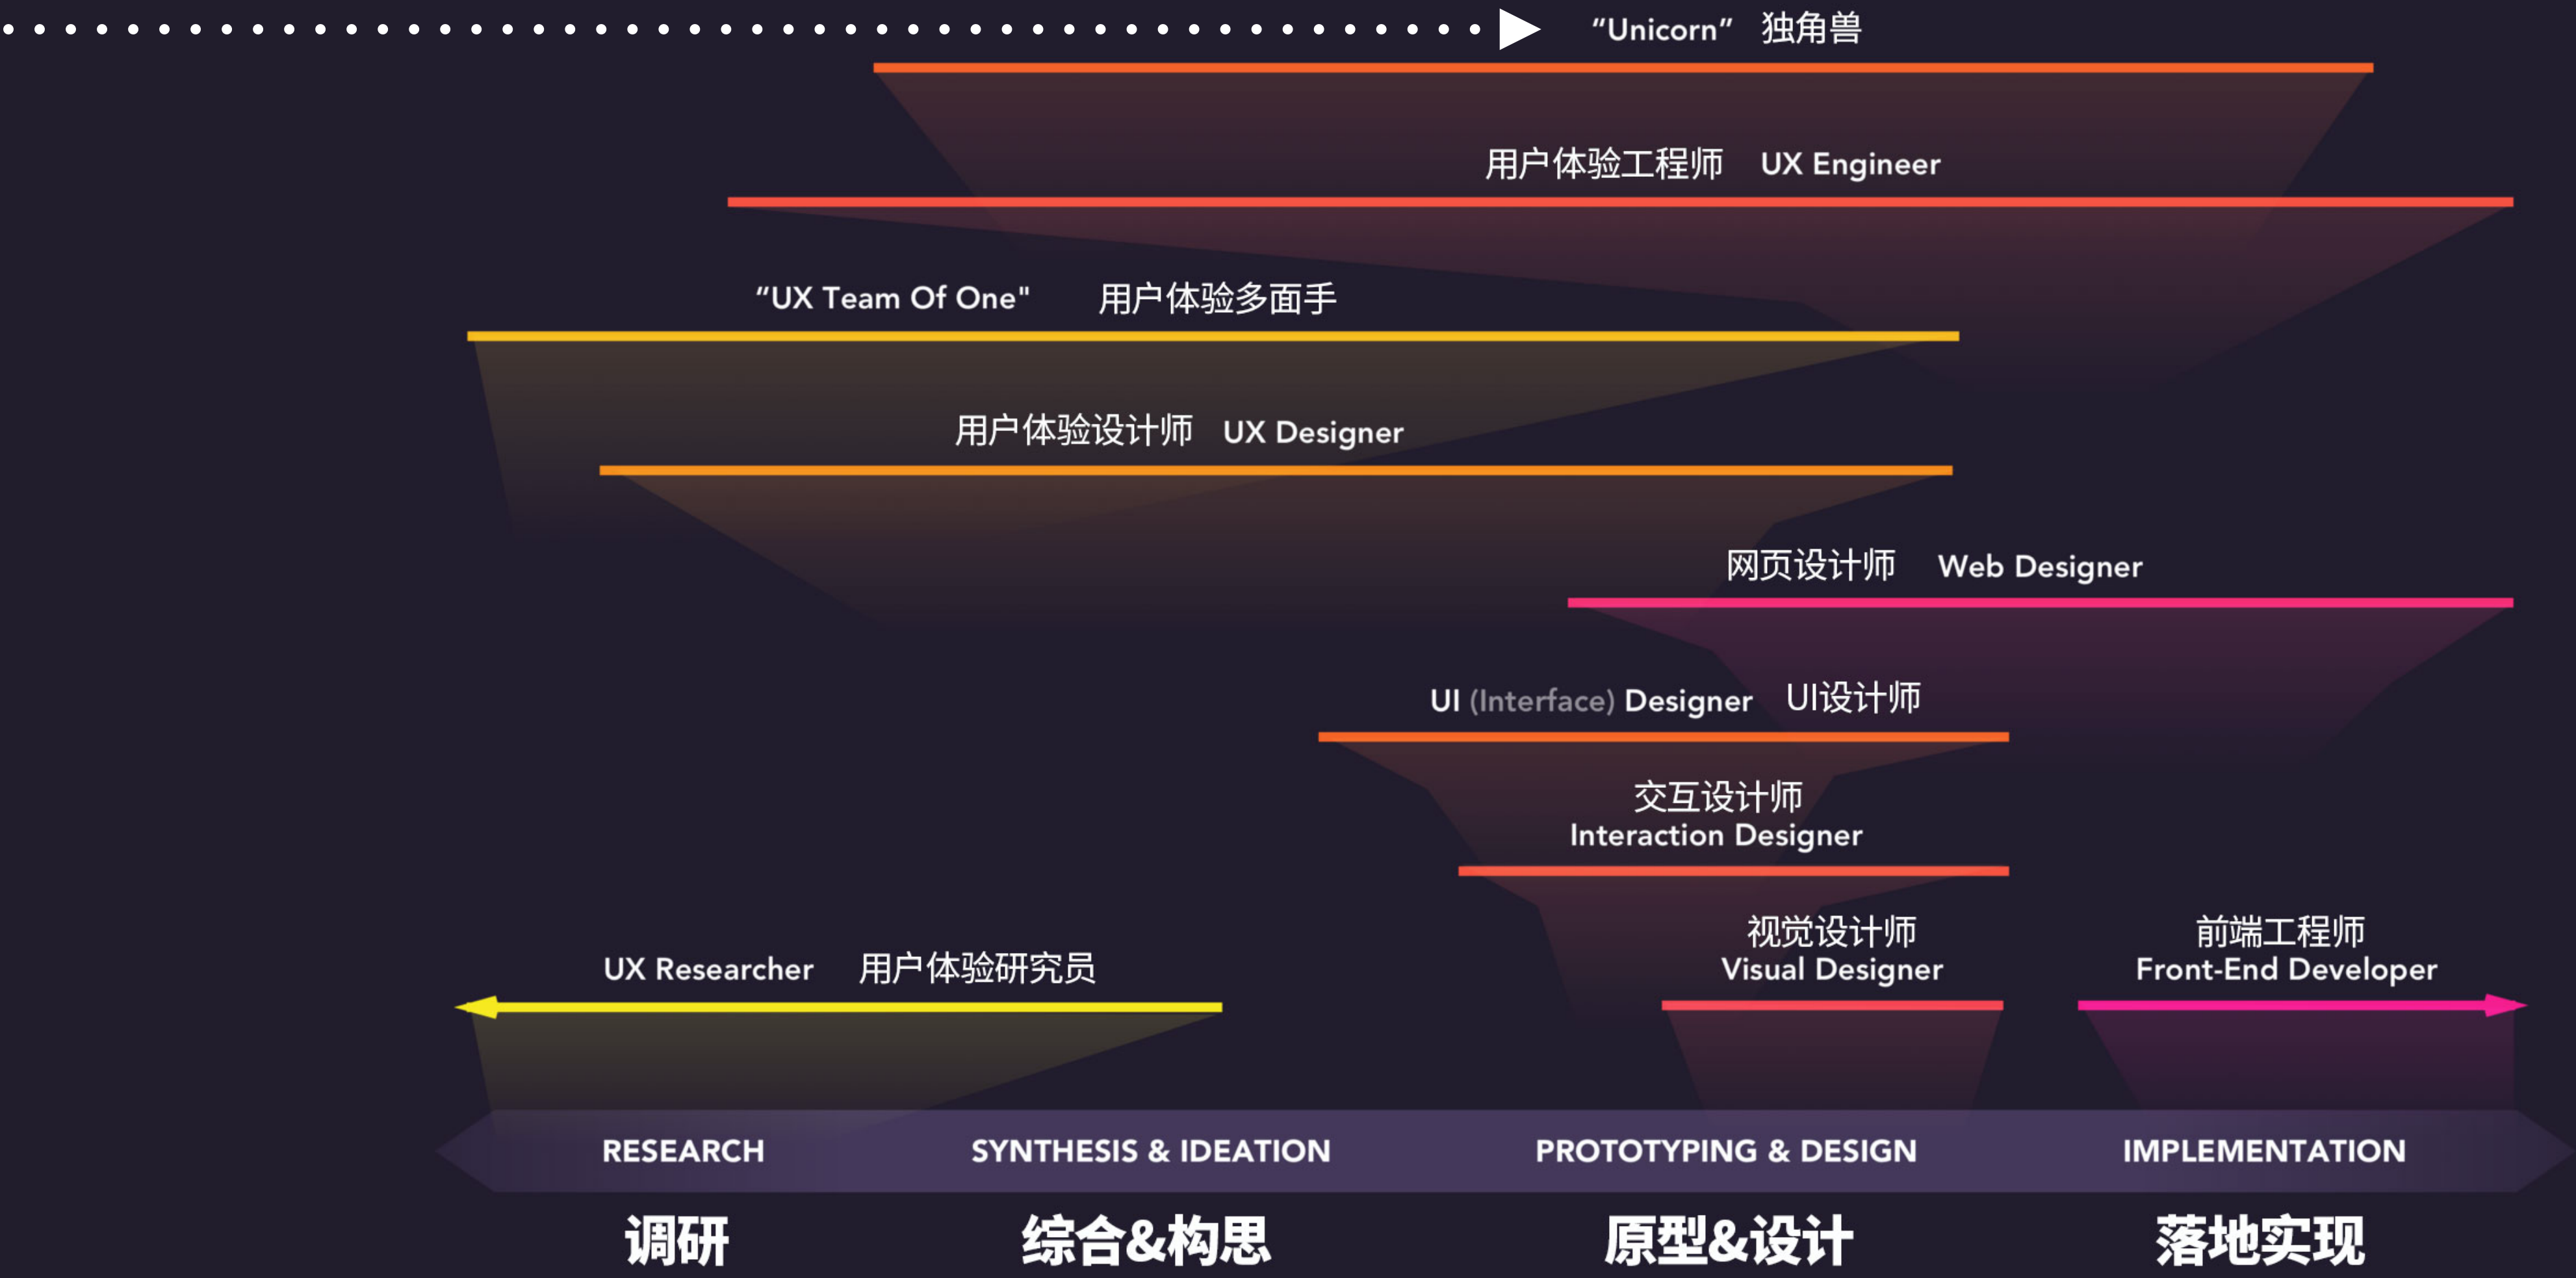 “Unicorn” 独角兽
用户体验工程师 UX Engineer
“UX Team Of One" 用户体验多面手
用户体验设计师 UX Designer
网页设计师 Web Designer
UI (Interface) Designer UI设计师
交互设计师
Interaction Designer
视觉设计师
Visual Designer
前端工程师
Front-End Developer
UX Researcher 用户体验研究员
RESEARCH SYNTHESIS & IDEATION PROTOTYPING & DESIGN IMPLEMENTATION
调研 综合&构思 原型&设计 落地实现